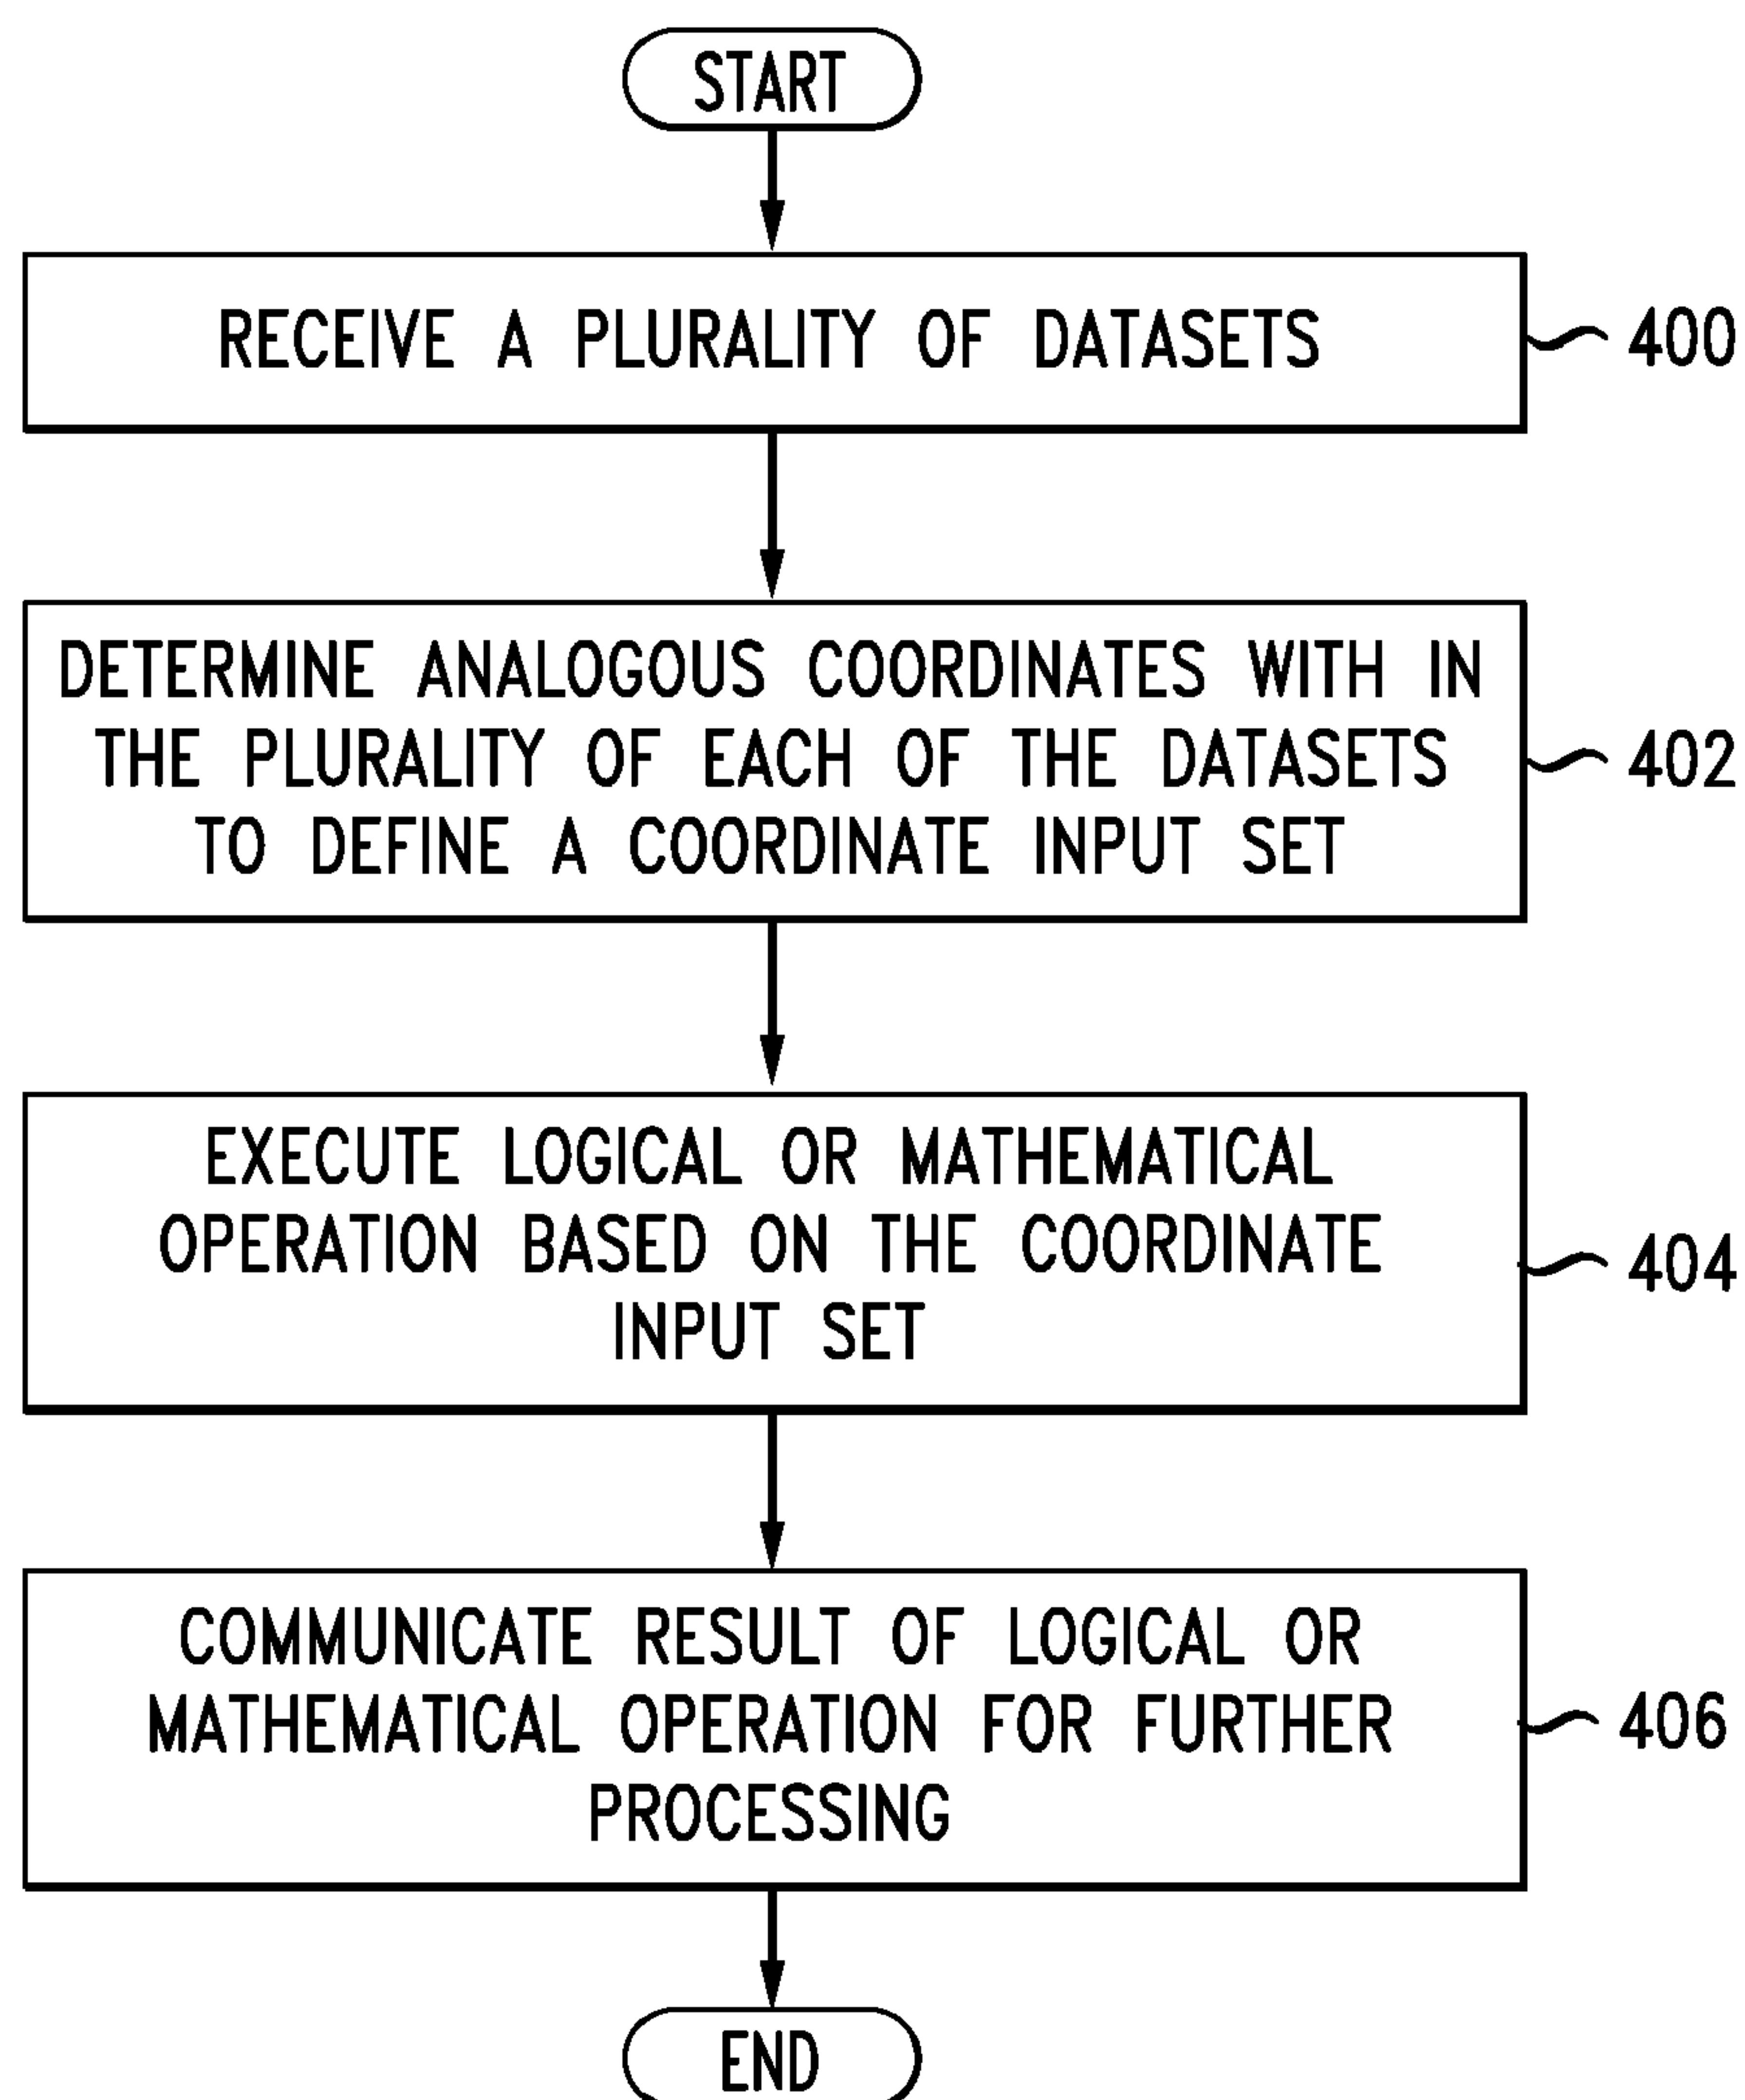 START
RECEIVE A PLURALITY OF DATASETS
400
DETERMINE ANALOGOUS COORDINATES WITH IN
THE PLURALITY OF EACH OF THE DATASETS
TO DEFINE A COORDINATE INPUT SET
402
EXECUTE LOGICAL OR MATHEMATICAL
OPERATION BASED ON THE COORDINATE
INPUT SET
404
COMMUNICATE RESULT OF LOGICAL OR
MATHEMATICAL OPERATION FOR FURTHER
PROCESSING
406
END